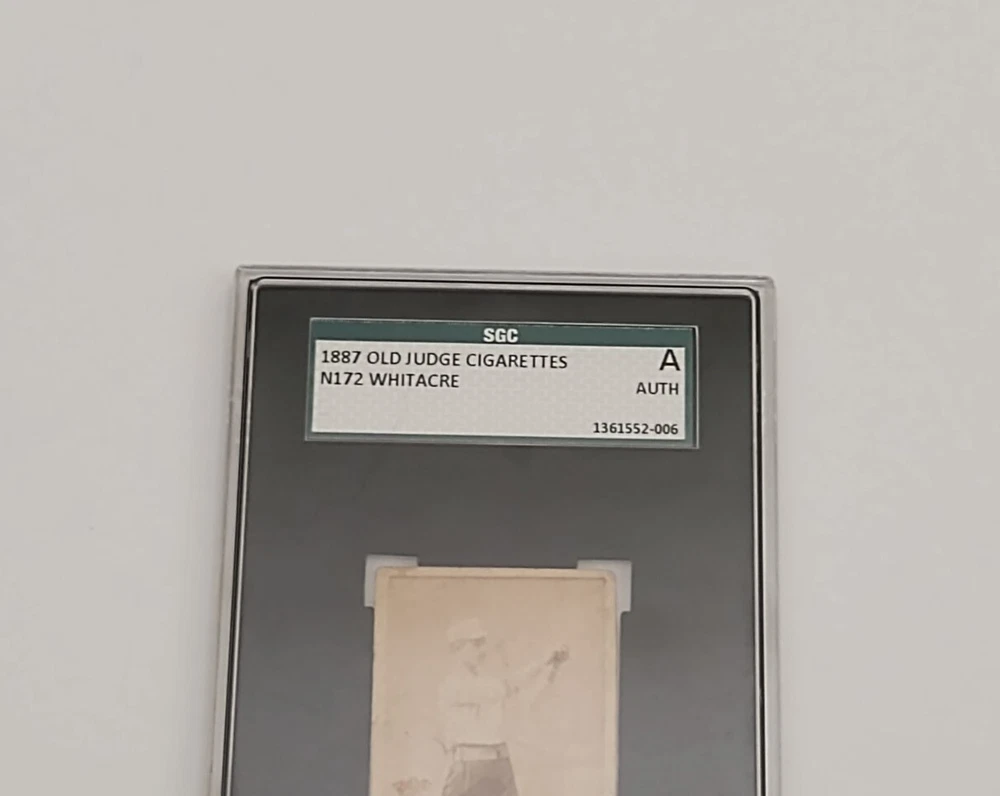 SGC
1887 OLD JUDGE CIGARETTES A
N172 WHITACRE AUTH
1361552-006